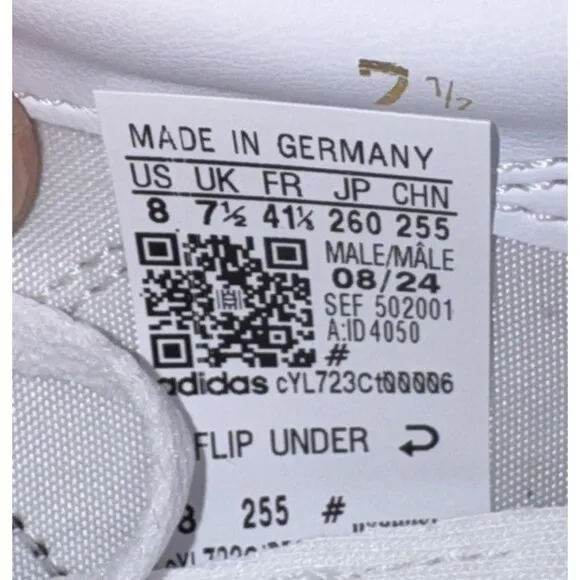 7 ½
MADE IN GERMANY
US UK FR JP CHN
8 7½ 41⅓ 260 255
MALE/MÂLE
08/24
SEF 502001
A:ID4050
#
adidas cYL723Ct00006
FLIP UNDER
8 255 #